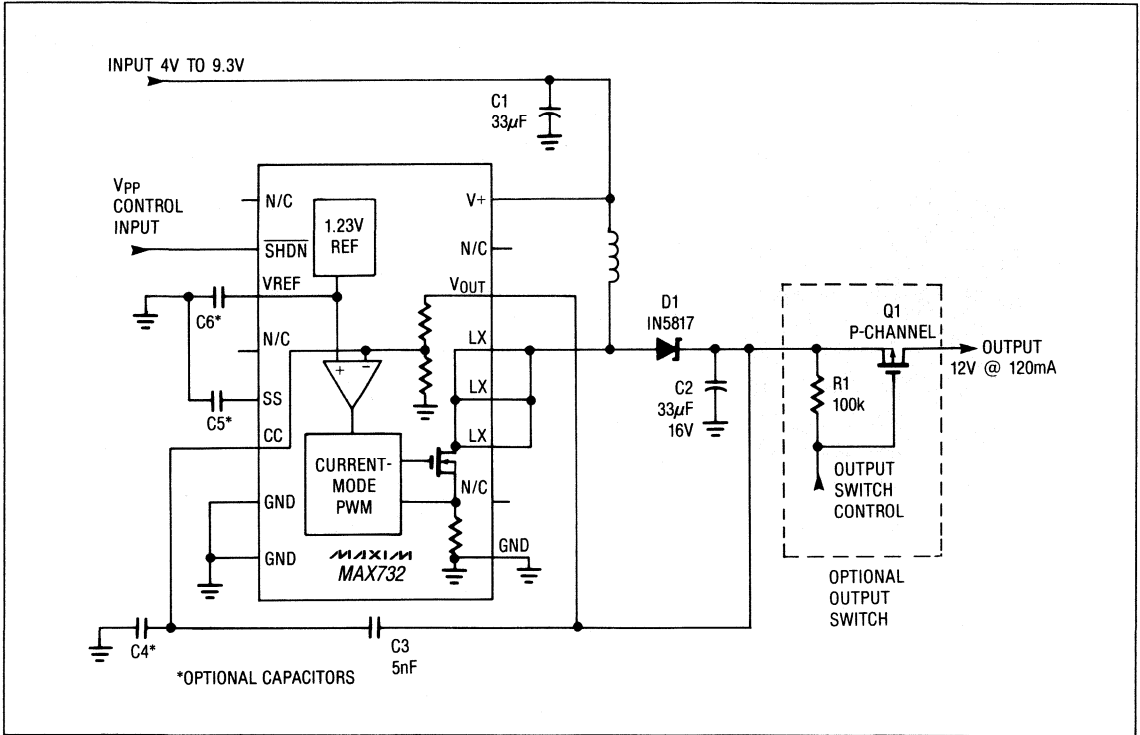 INPUT 4V TO 9.3V
C1
33µF
VPP
CONTROL
INPUT
N/C
SHDN
VREF
C6*
N/C
C5*
SS
CC
GND
GND
1.23V
REF
+ −
CURRENT-
MODE
PWM
MAXIM
MAX732
V+
N/C
VOUT
LX
LX
LX
N/C
GND
D1
IN5817
C2
33µF
16V
Q1
P-CHANNEL
R1
100k
OUTPUT
SWITCH
CONTROL
OUTPUT
12V @ 120mA
OPTIONAL
OUTPUT
SWITCH
C4*
C3
5nF
*OPTIONAL CAPACITORS